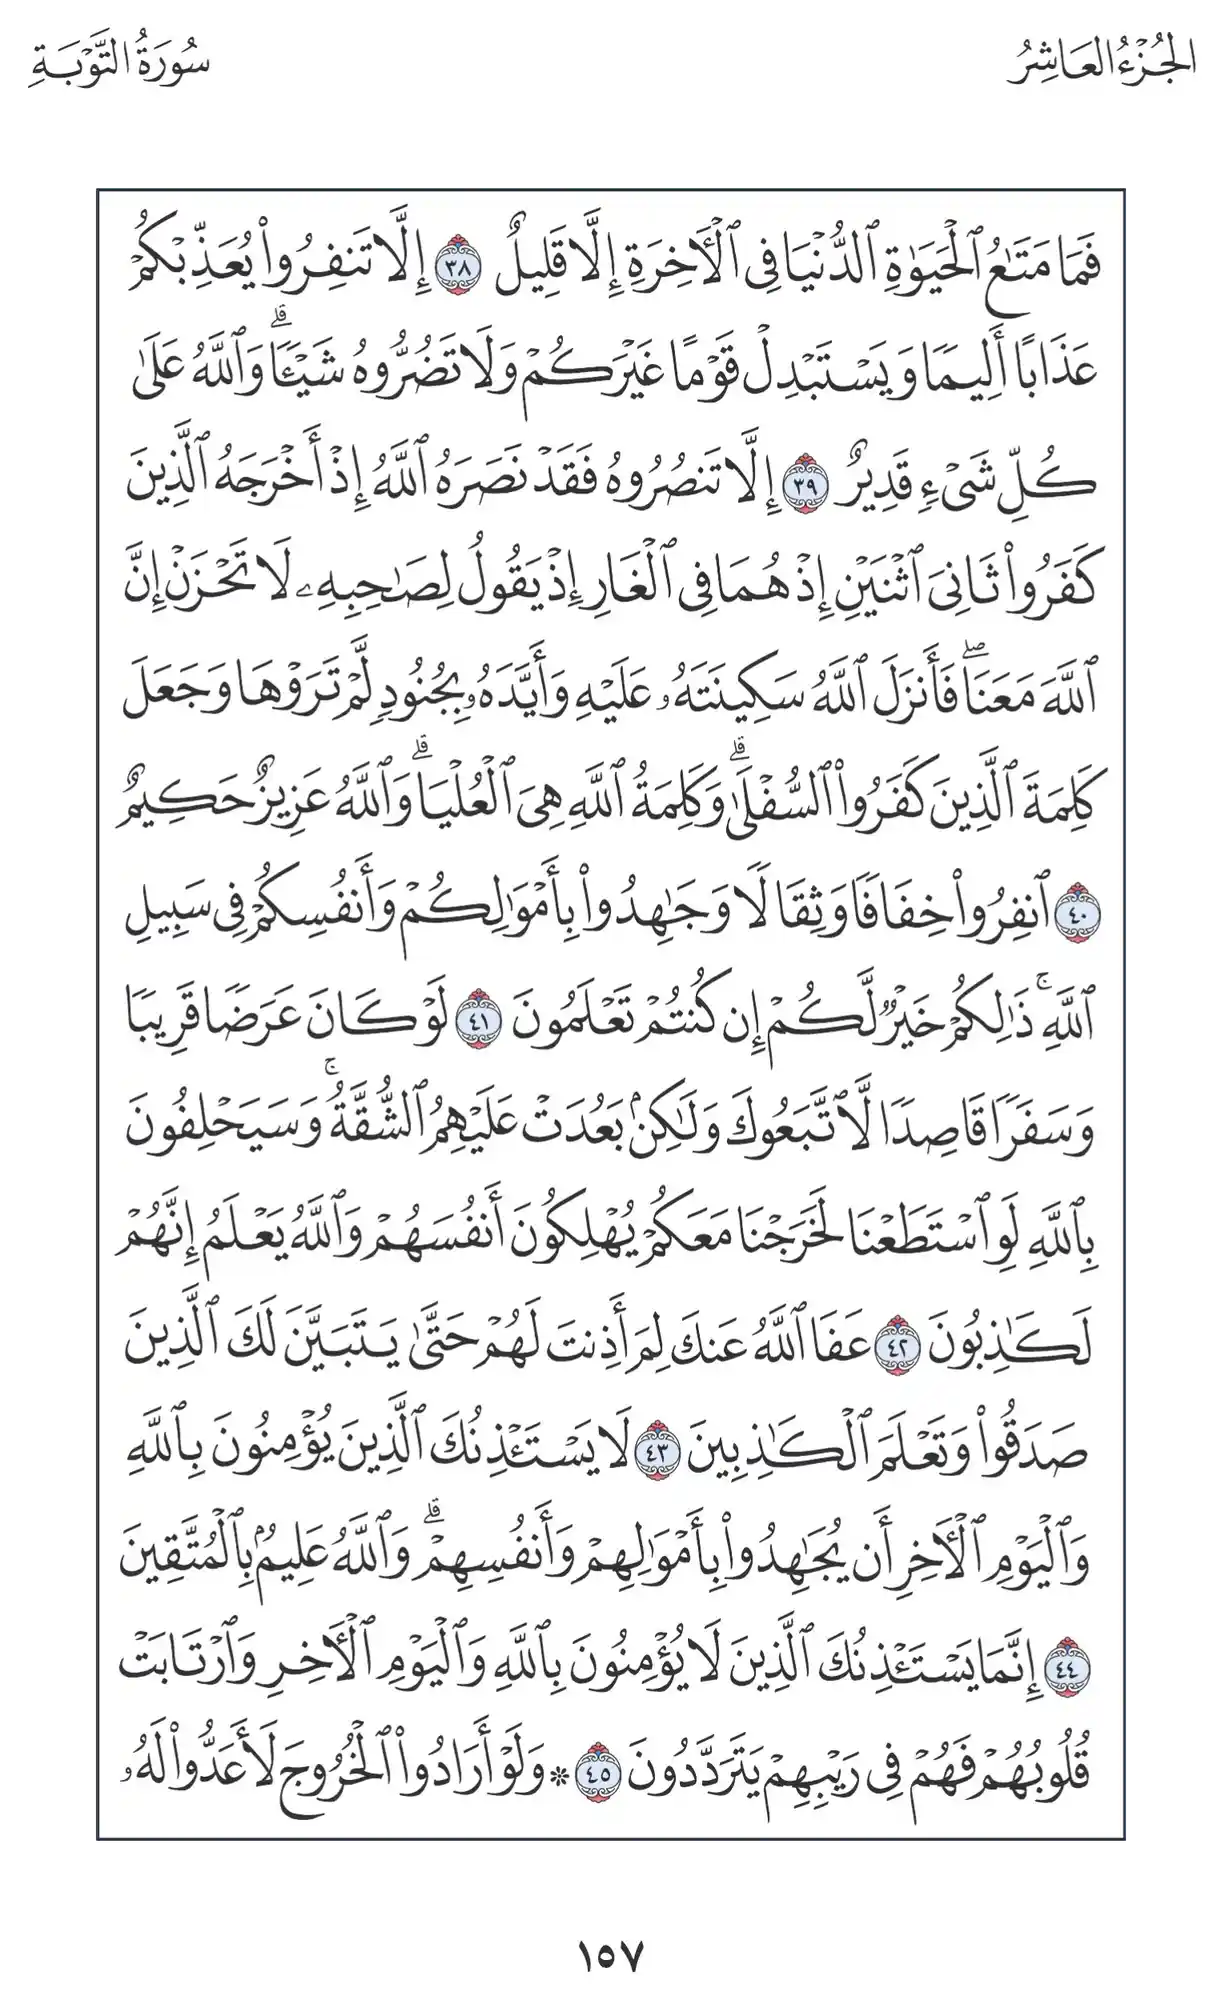 الجُزْءُ العَاشِرُ
سُورَةُ التَّوْبَةِ
فَمَا مَتَٰعُ ٱلْحَيَوٰةِ ٱلدُّنْيَا فِى ٱلْأَخِرَةِ إِلَّا قَلِيلٌ ٣٨ إِلَّا تَنفِرُوا۟ يُعَذِّبْكُمْ
عَذَابًا أَلِيمًا وَيَسْتَبْدِلْ قَوْمًا غَيْرَكُمْ وَلَا تَضُرُّوهُ شَيْـًٔا ۗ وَٱللَّهُ عَلَىٰ
كُلِّ شَىْءٍ قَدِيرٌ ٣٩ إِلَّا تَنصُرُوهُ فَقَدْ نَصَرَهُ ٱللَّهُ إِذْ أَخْرَجَهُ ٱلَّذِينَ
كَفَرُوا۟ ثَانِىَ ٱثْنَيْنِ إِذْ هُمَا فِى ٱلْغَارِ إِذْ يَقُولُ لِصَٰحِبِهِۦ لَا تَحْزَنْ إِنَّ
ٱللَّهَ مَعَنَا ۖ فَأَنزَلَ ٱللَّهُ سَكِينَتَهُۥ عَلَيْهِ وَأَيَّدَهُۥ بِجُنُودٍ لَّمْ تَرَوْهَا وَجَعَلَ
كَلِمَةَ ٱلَّذِينَ كَفَرُوا۟ ٱلسُّفْلَىٰ ۗ وَكَلِمَةُ ٱللَّهِ هِىَ ٱلْعُلْيَا ۗ وَٱللَّهُ عَزِيزٌ حَكِيمٌ
٤٠ ٱنفِرُوا۟ خِفَافًا وَثِقَالًا وَجَٰهِدُوا۟ بِأَمْوَٰلِكُمْ وَأَنفُسِكُمْ فِى سَبِيلِ
ٱللَّهِ ۚ ذَٰلِكُمْ خَيْرٌ لَّكُمْ إِن كُنتُمْ تَعْلَمُونَ ٤١ لَوْ كَانَ عَرَضًا قَرِيبًا
وَسَفَرًا قَاصِدًا لَّٱتَّبَعُوكَ وَلَٰكِنۢ بَعُدَتْ عَلَيْهِمُ ٱلشُّقَّةُ ۚ وَسَيَحْلِفُونَ
بِٱللَّهِ لَوِ ٱسْتَطَعْنَا لَخَرَجْنَا مَعَكُمْ يُهْلِكُونَ أَنفُسَهُمْ وَٱللَّهُ يَعْلَمُ إِنَّهُمْ
لَكَٰذِبُونَ ٤٢ عَفَا ٱللَّهُ عَنكَ لِمَ أَذِنتَ لَهُمْ حَتَّىٰ يَتَبَيَّنَ لَكَ ٱلَّذِينَ
صَدَقُوا۟ وَتَعْلَمَ ٱلْكَٰذِبِينَ ٤٣ لَا يَسْتَـْٔذِنُكَ ٱلَّذِينَ يُؤْمِنُونَ بِٱللَّهِ
وَٱلْيَوْمِ ٱلْأَخِرِ أَن يُجَٰهِدُوا۟ بِأَمْوَٰلِهِمْ وَأَنفُسِهِمْ ۗ وَٱللَّهُ عَلِيمٌۢ بِٱلْمُتَّقِينَ
٤٤ إِنَّمَا يَسْتَـْٔذِنُكَ ٱلَّذِينَ لَا يُؤْمِنُونَ بِٱللَّهِ وَٱلْيَوْمِ ٱلْأَخِرِ وَٱرْتَابَتْ
قُلُوبُهُمْ فَهُمْ فِى رَيْبِهِمْ يَتَرَدَّدُونَ ٤٥ * وَلَوْ أَرَادُوا۟ ٱلْخُرُوجَ لَأَعَدُّوا۟ لَهُۥ
١٥٧